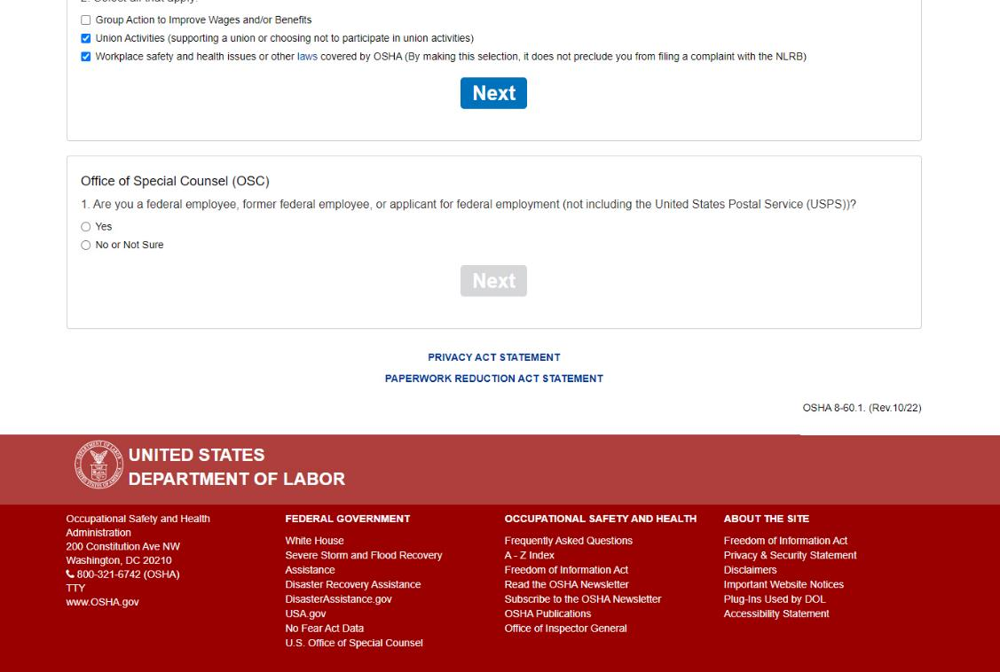 2. Select all that apply:
Group Action to Improve Wages and/or Benefits
Union Activities (supporting a union or choosing not to participate in union activities)
Workplace safety and health issues or other laws covered by OSHA (By making this selection, it does not preclude you from filing a complaint with the NLRB)
Next
Office of Special Counsel (OSC)
1. Are you a federal employee, former federal employee, or applicant for federal employment (not including the United States Postal Service (USPS))?
Yes
No or Not Sure
Next
PRIVACY ACT STATEMENT
PAPERWORK REDUCTION ACT STATEMENT
OSHA 8-60.1. (Rev.10/22)
UNITED STATES
DEPARTMENT OF LABOR
Occupational Safety and Health
Administration
200 Constitution Ave NW
Washington, DC 20210
800-321-6742 (OSHA)
TTY
www.OSHA.gov
FEDERAL GOVERNMENT
White House
Severe Storm and Flood Recovery
Assistance
Disaster Recovery Assistance
DisasterAssistance.gov
USA.gov
No Fear Act Data
U.S. Office of Special Counsel
OCCUPATIONAL SAFETY AND HEALTH
Frequently Asked Questions
A - Z Index
Freedom of Information Act
Read the OSHA Newsletter
Subscribe to the OSHA Newsletter
OSHA Publications
Office of Inspector General
ABOUT THE SITE
Freedom of Information Act
Privacy & Security Statement
Disclaimers
Important Website Notices
Plug-Ins Used by DOL
Accessibility Statement